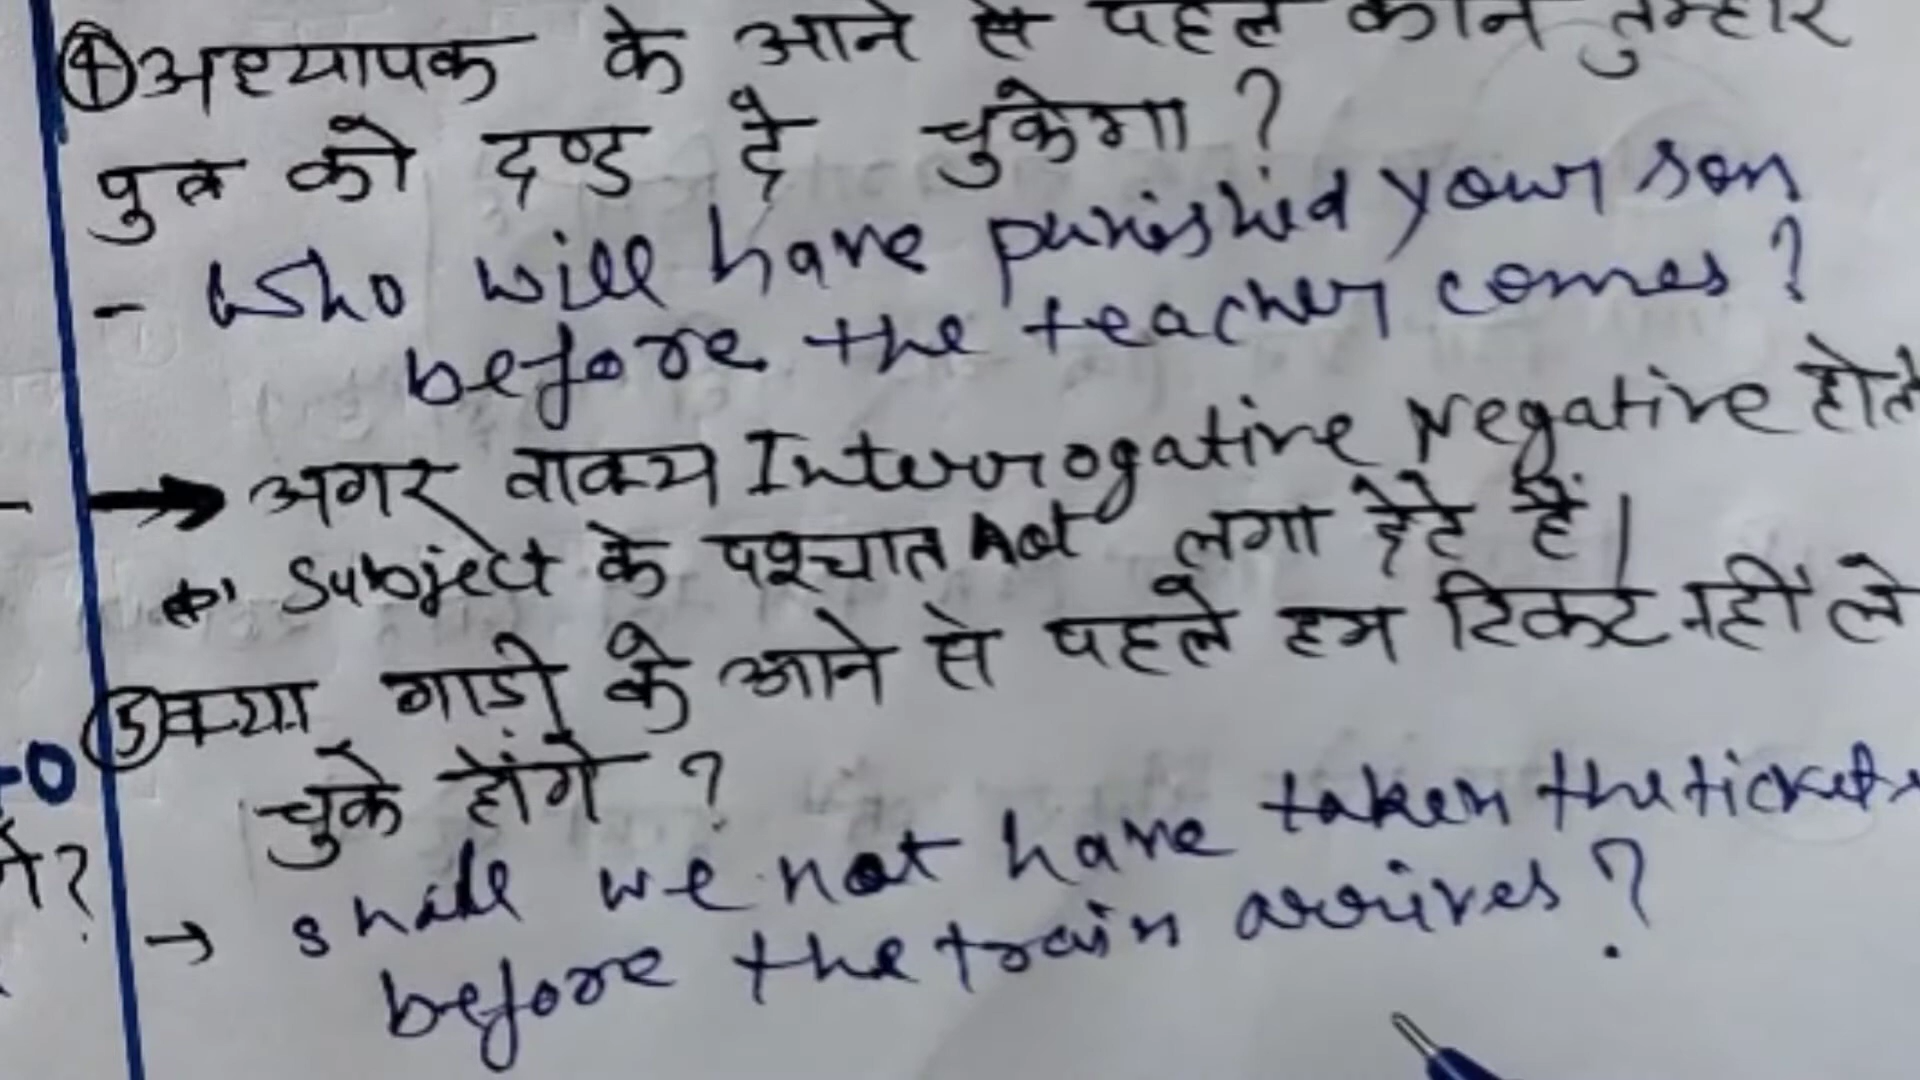 ④ अध्यापक के आने से पहले कौन तुम्हारे
पुत्र को दण्ड दे चुकेगा ?
- Who will have punished your son
before the teacher comes ?
→ अगर वाक्य Interrogative Negative होते
Subject के पश्चात Not लगा देते हैं।
⑤ क्या गाडी के आने से पहले हम टिकट नहीं ले
चुके होंगे ?
→ shall we not have taken the tickets
before the train arrives ?